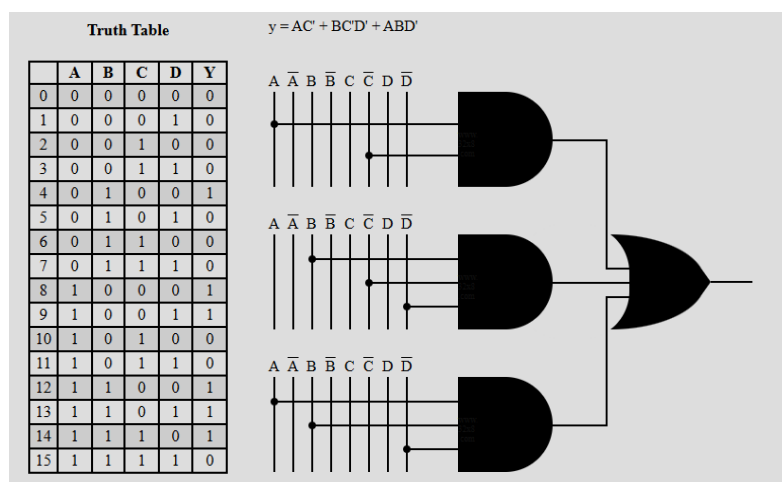 Truth Table
y = AC' + BC'D' + ABD'
A B C D Y
0 0 0 0 0 0
1 0 0 0 1 0
2 0 0 1 0 0
3 0 0 1 1 0
4 0 1 0 0 1
5 0 1 0 1 0
6 0 1 1 0 0
7 0 1 1 1 0
8 1 0 0 0 1
9 1 0 0 1 1
10 1 0 1 0 0
11 1 0 1 1 0
12 1 1 0 0 1
13 1 1 0 1 1
14 1 1 1 0 1
15 1 1 1 1 0
A A̅ B B̅ C C̅ D D̅
A A̅ B B̅ C C̅ D D̅
A A̅ B B̅ C C̅ D D̅